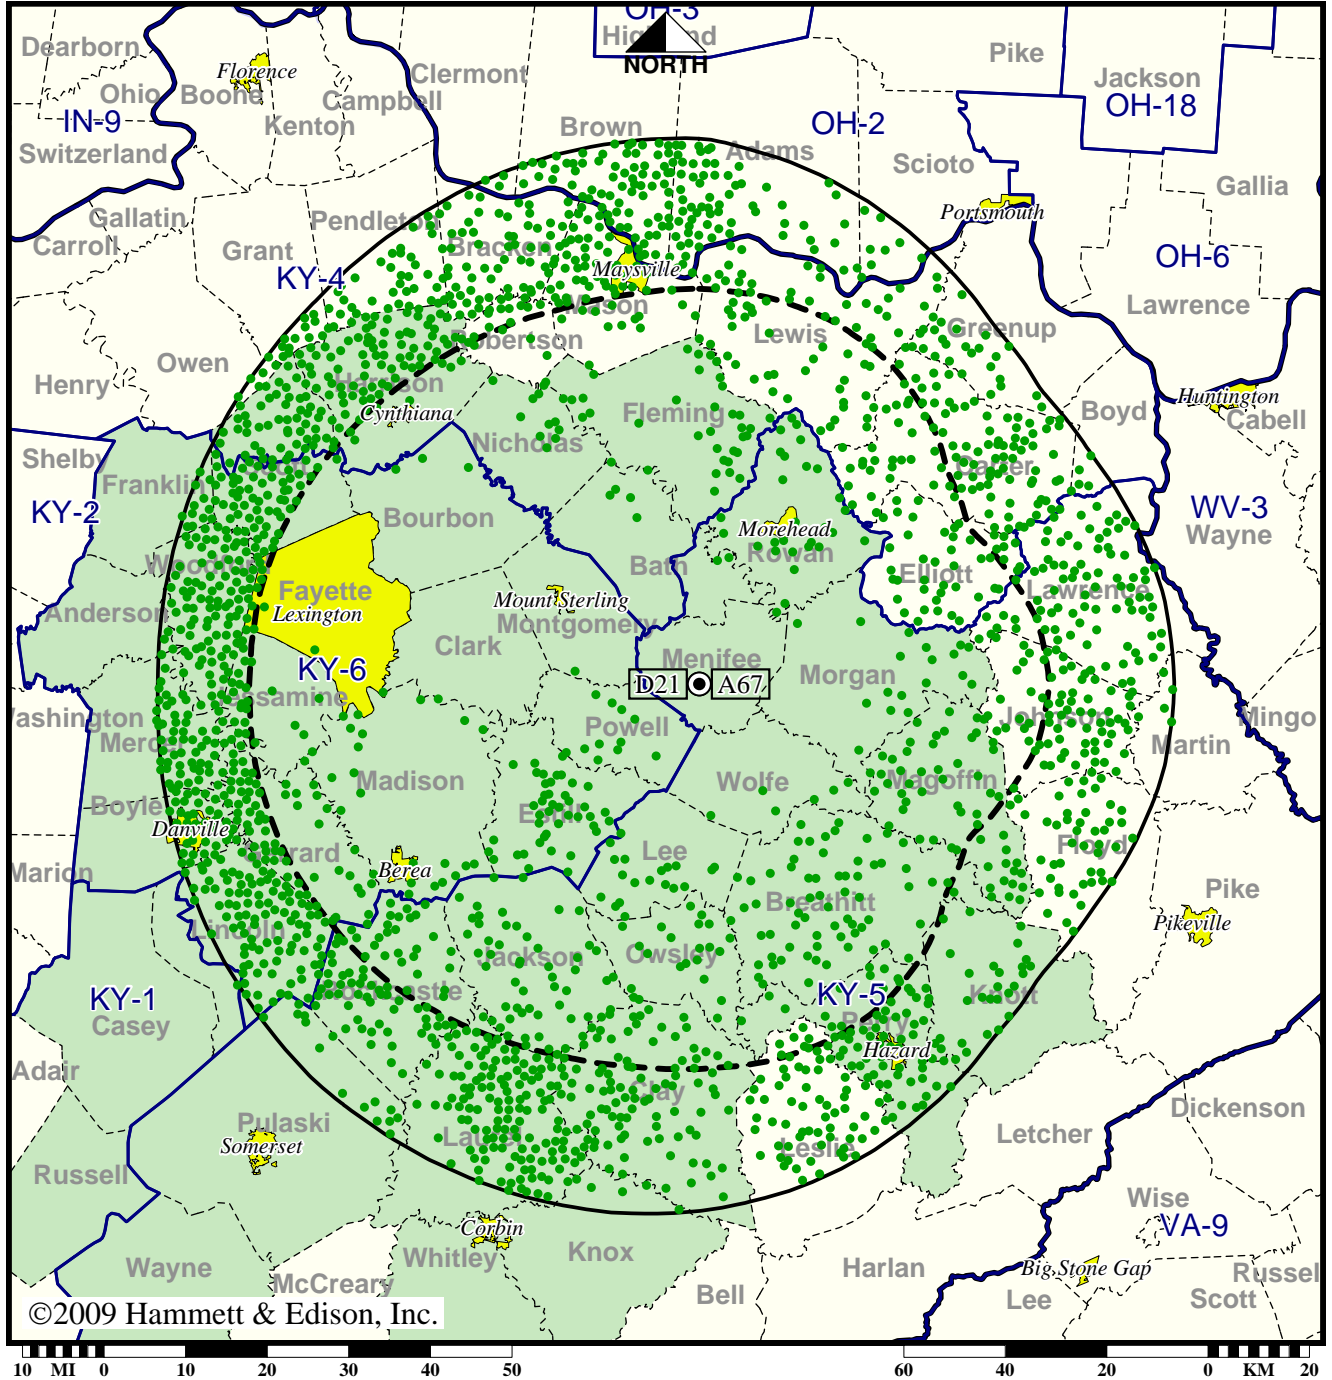 OH-3
Highland
NORTH
Dearborn
Florence
Clermont
Pike
Jackson
Ohio
Boone
Campbell
OH-18
IN-9
Kenton
Brown
OH-2
Switzerland
Adams
Scioto
Gallia
Gallatin
Pendleton
Portsmouth
Carroll
Grant
Bracken
OH-6
KY-4
Maysville
Mason
Lawrence
Robertson
Lewis
Greenup
Owen
Henry
Harrison
Huntington
Cynthiana
Fleming
Boyd
Cabell
Nicholas
Shelby
Scott
Carter
Franklin
KY-2
Bourbon
Morehead
WV-3
Wayne
Woodford
Bath
Rowan
Elliott
Fayette
Lawrence
Anderson
Lexington
Mount Sterling
Montgomery
Clark
KY-6
Menifee
Morgan
D21
A67
Jessamine
Washington
Powell
Johnson
Mingo
Mercer
Martin
Madison
Wolfe
Magoffin
Boyle
Estill
Danville
Garrard
Lee
Floyd
Berea
Marion
Breathitt
Pike
Pikeville
Lincoln
Jackson
Owsley
KY-1
Rockcastle
KY-5
Knott
Casey
Perry
Hazard
Adair
Clay
Dickenson
Pulaski
Laurel
Letcher
Somerset
Leslie
Russell
Wise
VA-9
Corbin
Whitley
Knox
Wayne
McCreary
Harlan
Big Stone Gap
Russel
Bell
Lee
Scott
©2009 Hammett & Edison, Inc.
10 MI 0 10 20 30 40 50 60 40 20 0 KM 20